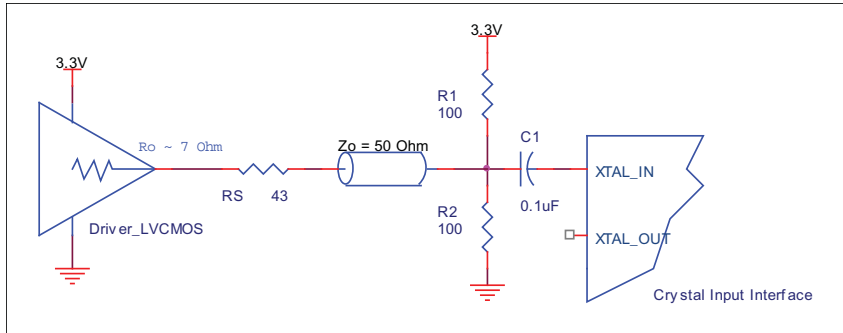 3.3V
3.3V
R1
100
Ro ~ 7 Ohm
Zo = 50 Ohm
C1
XTAL_IN
RS 43
0.1uF
R2
100
Driver_LVCMOS
XTAL_OUT
Crystal Input Interface